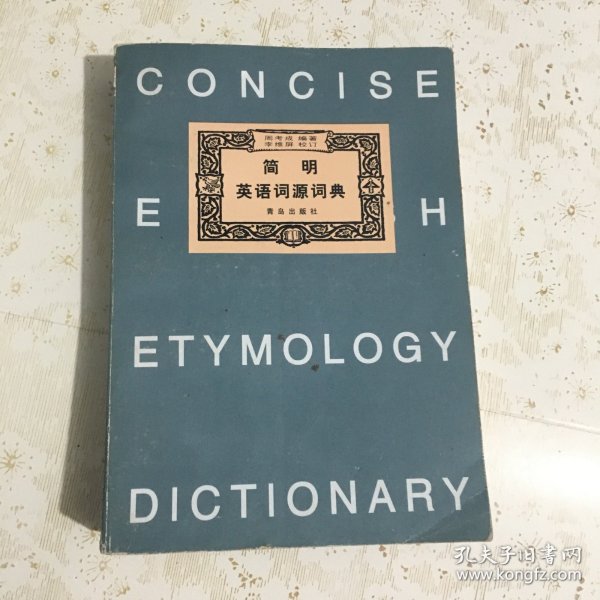 CONCISE
周考成 编著
李维屏 校订
简 明
英语词源词典
青岛出版社
E H
ETYMOLOGY
DICTIONARY
孔夫子旧书网
www.kongfz.com